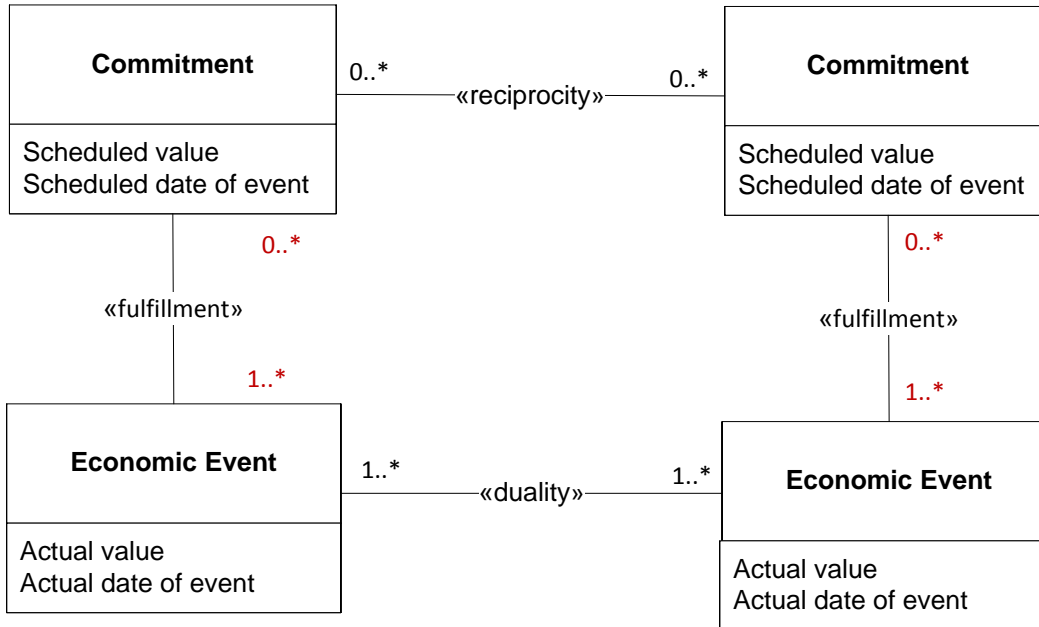 Commitment
Scheduled value
Scheduled date of event
0..*
«reciprocity»
0..*
Commitment
Scheduled value
Scheduled date of event
0..*
«fulfillment»
1..*
0..*
«fulfillment»
1..*
Economic Event
Actual value
Actual date of event
1..*
«duality»
1..*
Economic Event
Actual value
Actual date of event